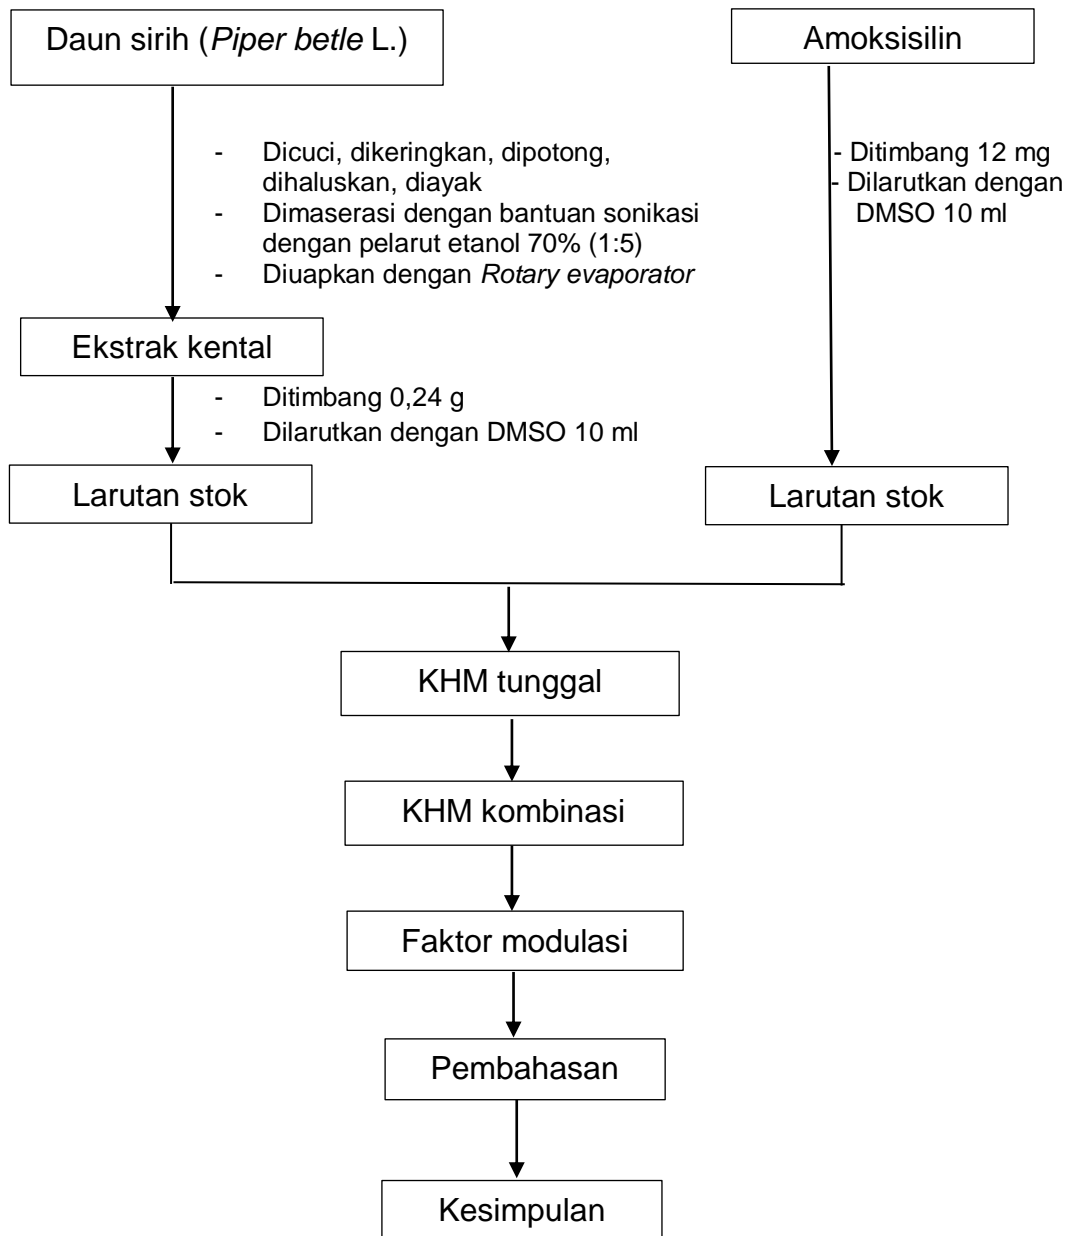 Daun sirih (Piper betle L.)
Amoksisilin
- Dicuci, dikeringkan, dipotong,
dihaluskan, diayak
- Dimaserasi dengan bantuan sonikasi
dengan pelarut etanol 70% (1:5)
- Diuapkan dengan Rotary evaporator
- Ditimbang 12 mg
- Dilarutkan dengan
DMSO 10 ml
Ekstrak kental
- Ditimbang 0,24 g
- Dilarutkan dengan DMSO 10 ml
Larutan stok
Larutan stok
KHM tunggal
KHM kombinasi
Faktor modulasi
Pembahasan
Kesimpulan